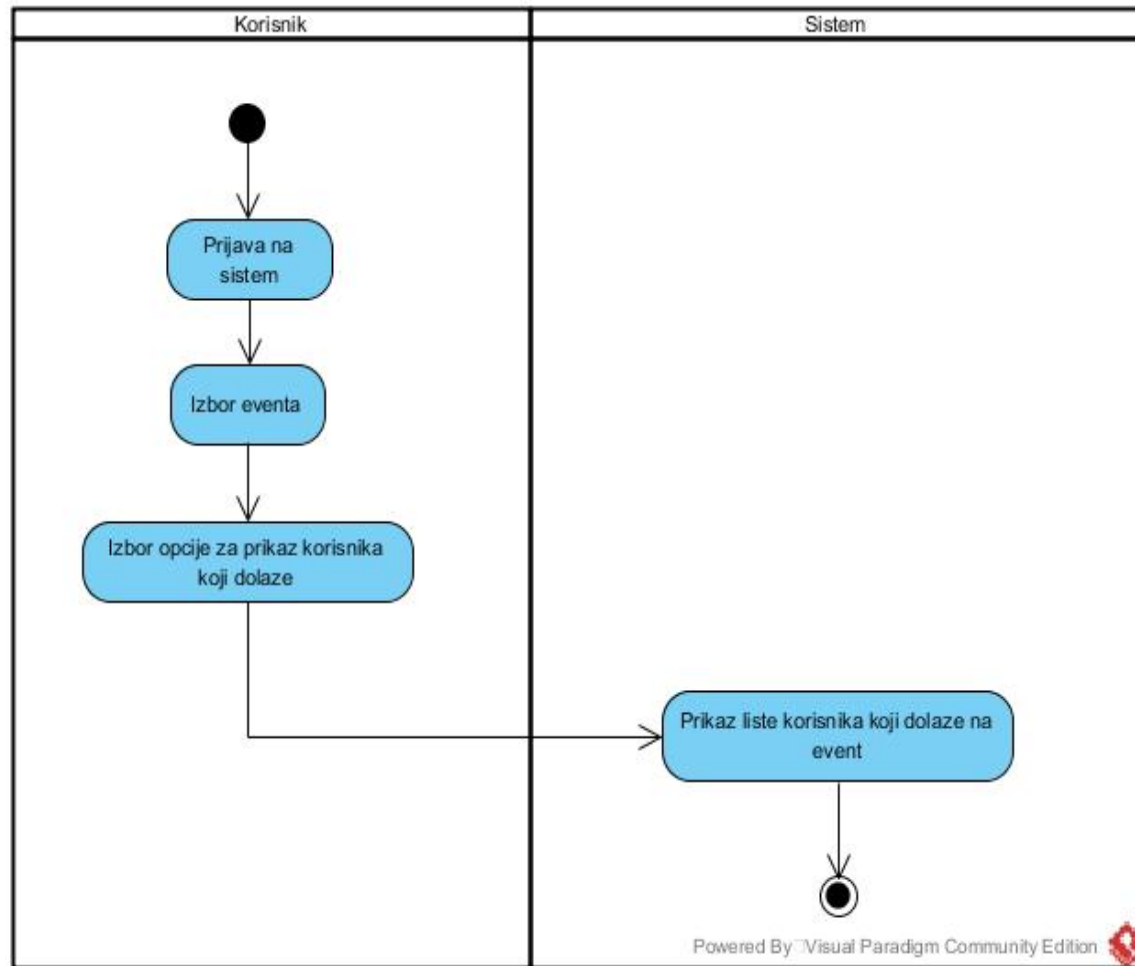 Korisnik
Sistem
Prijava na
sistem
Izbor eventa
Izbor opcije za prikaz korisnika
koji dolaze
Prikaz liste korisnika koji dolaze na
event
Powered By Visual Paradigm Community Edition